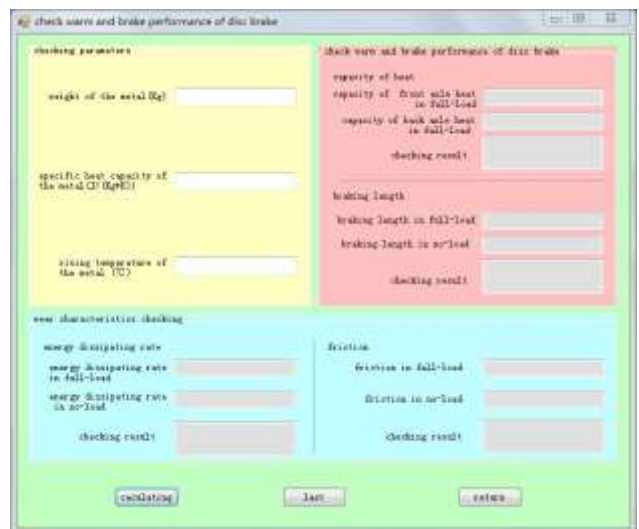 check warm and brake performance of disc brake
checking parameters
weight of the metal(Kg)
specific heat capacity of
the metal(J/(Kg*K))
rising temperature of
the metal (℃)
check warm and brake performance of disc brake
capacity of heat
capacity of front axle heat
in full-load
capacity of back axle heat
in full-load
checking result
braking length
braking length in full-load
braking length in no-load
checking result
wear characteristics checking
energy dissipating rate
energy dissipating rate
in full-load
energy dissipating rate
in no-load
checking result
friction
friction in full-load
friction in no-load
checking result
caculating
last
return